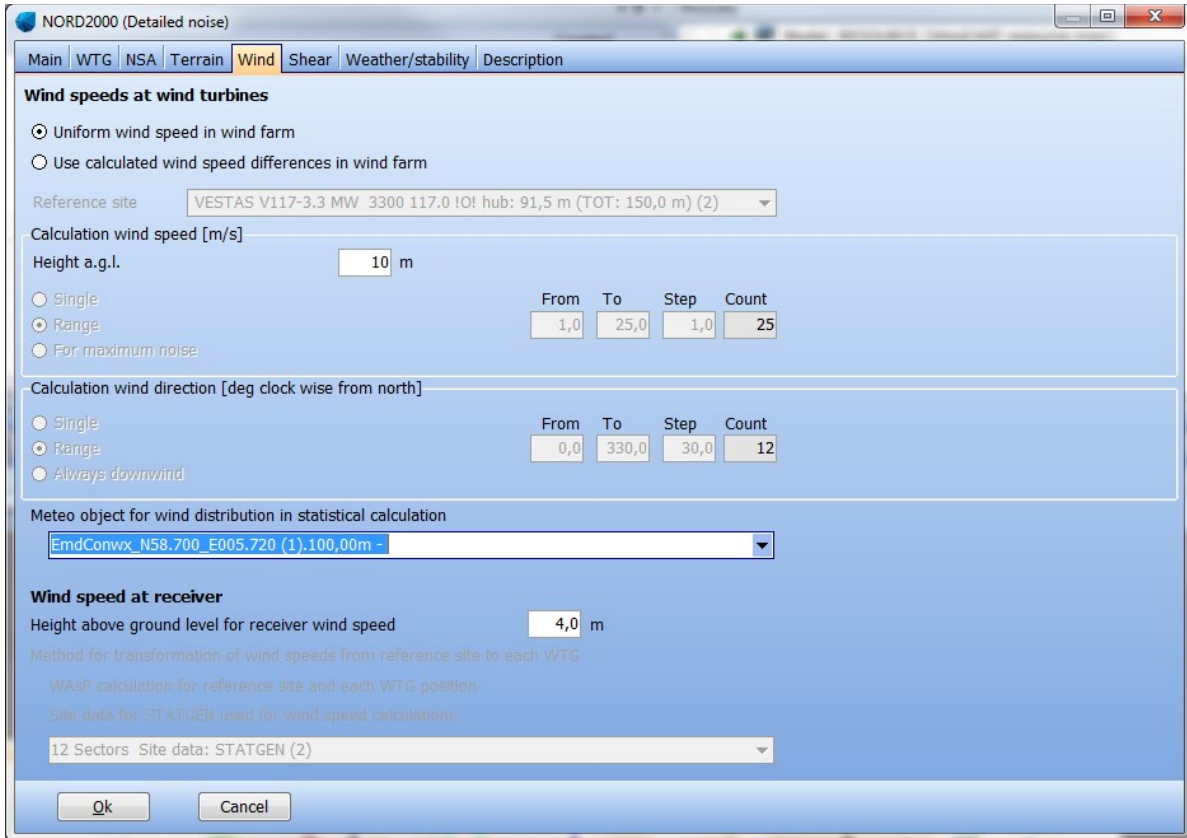 NORD2000 (Detailed noise)
Main WTG NSA Terrain Wind Shear Weather/stability Description
Wind speeds at wind turbines
Uniform wind speed in wind farm
Use calculated wind speed differences in wind farm
Reference site VESTAS V117-3.3 MW 3300 117.0 !O! hub: 91,5 m (TOT: 150,0 m) (2)
Calculation wind speed [m/s]
Height a.g.l. 10 m
Single From To Step Count
Range 1,0 25,0 1,0 25
For maximum noise
Calculation wind direction [deg clock wise from north]
Single From To Step Count
Range 0,0 330,0 30,0 12
Always downwind
Meteo object for wind distribution in statistical calculation
EmdConwx_N58.700_E005.720 (1).100,00m -
Wind speed at receiver
Height above ground level for receiver wind speed 4,0 m
Method for transformation of wind speeds from reference site to each WTG
WAsP calculation for reference site and each WTG position
Site data for STATGEN used for wind speed calculations
12 Sectors Site data: STATGEN (2)
Ok Cancel